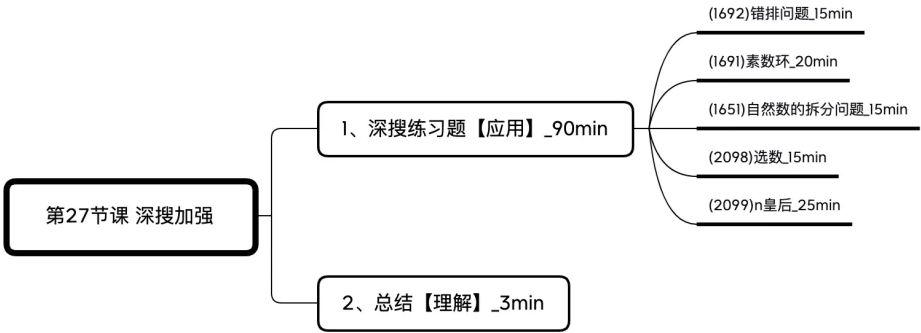 第27节课 深搜加强
1、深搜练习题【应用】_90min
(1692)错排问题_15min
(1691)素数环_20min
(1651)自然数的拆分问题_15min
(2098)选数_15min
(2099)n皇后_25min
2、总结【理解】_3min